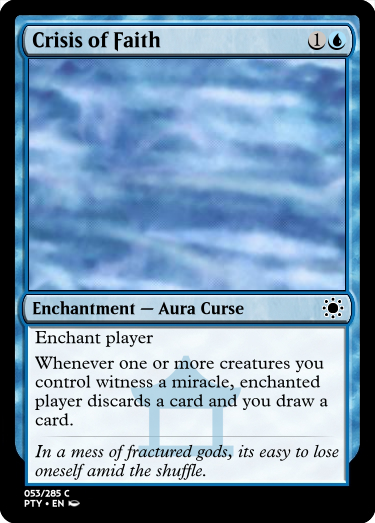 Crisis of Faith 1
Enchantment — Aura Curse
Enchant player
Whenever one or more creatures you
control witness a miracle, enchanted
player discards a card and you draw a
card.
In a mess of fractured gods, its easy to lose
oneself amid the shuffle.
053/285 C
PTY • EN